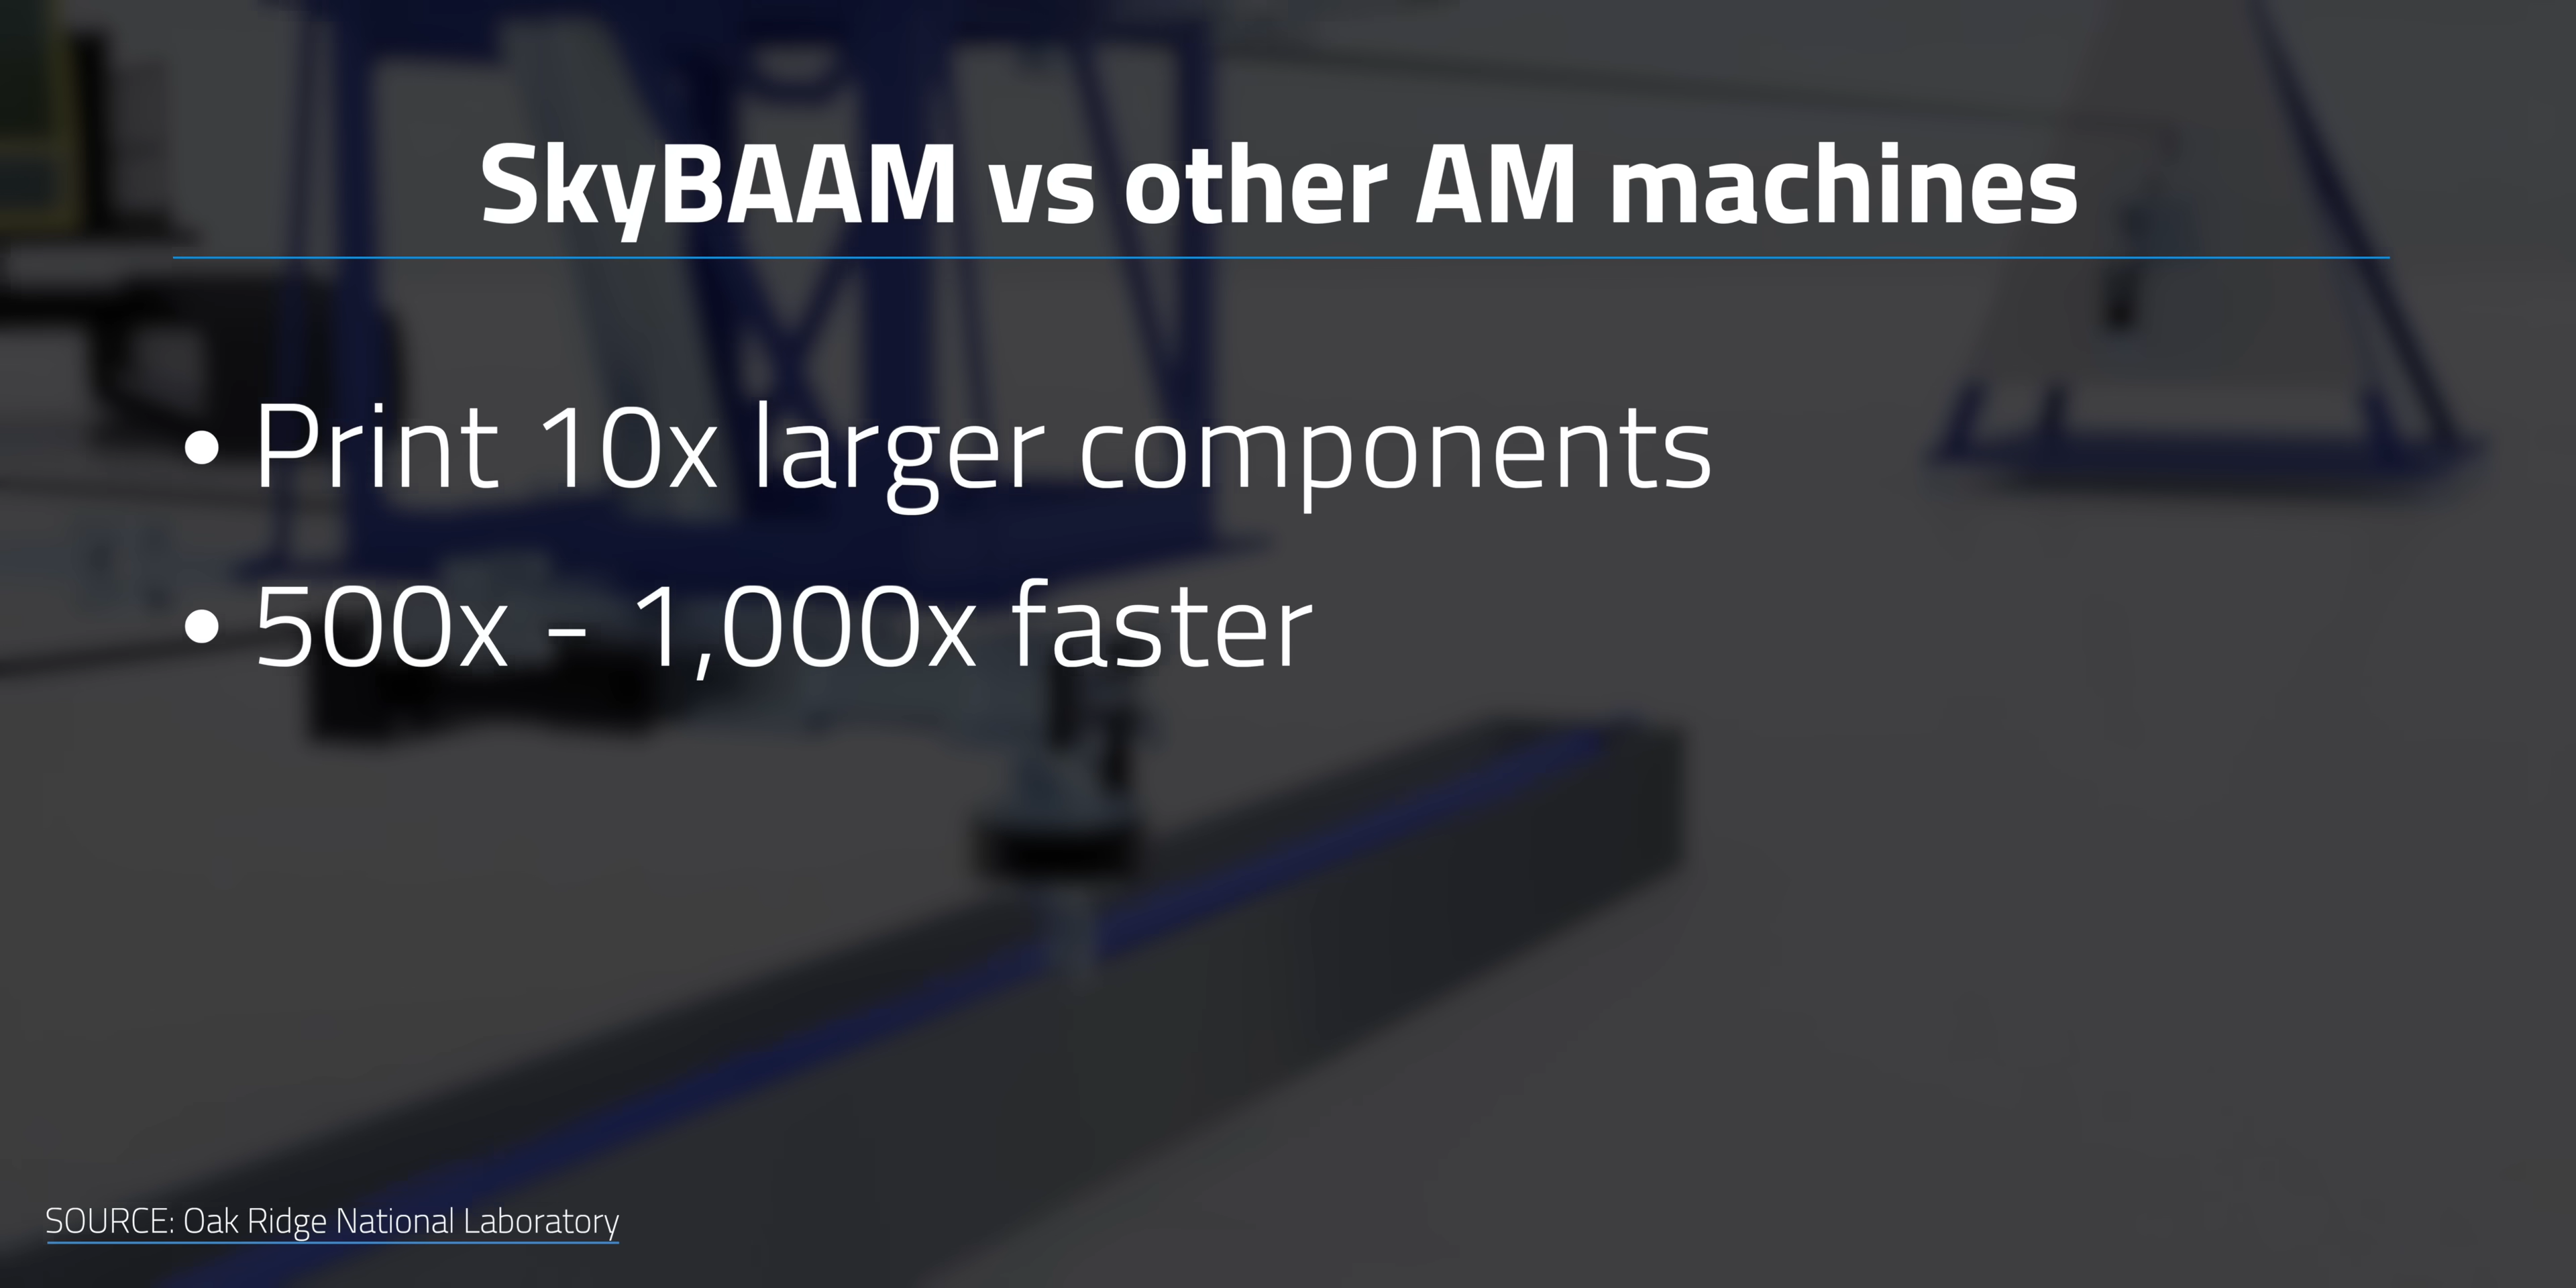 SkyBAAM vs other AM machines
• Print 10x larger components
• 500x - 1,000x faster
SOURCE: Oak Ridge National Laboratory